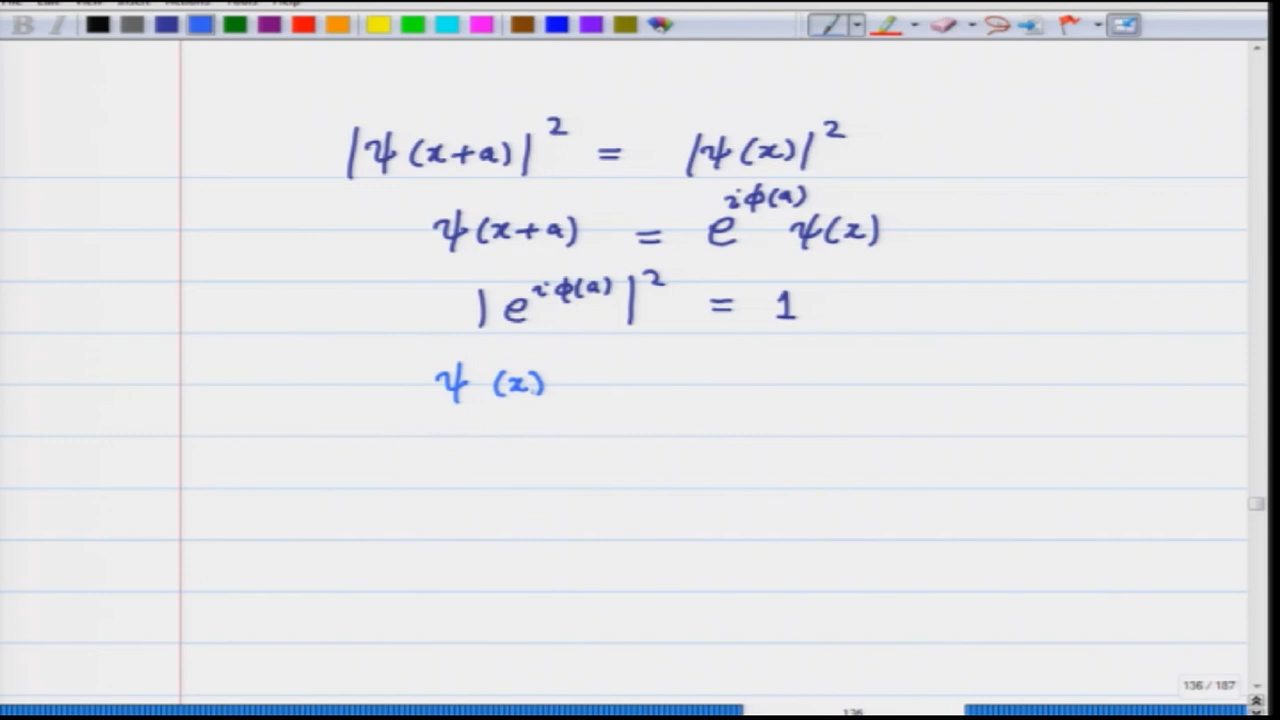 |ψ(x+a)|² = |ψ(x)|²
ψ(x+a) = e^{iφ(a)} ψ(x)
|e^{iφ(a)}|² = 1
ψ (x)
136 / 187